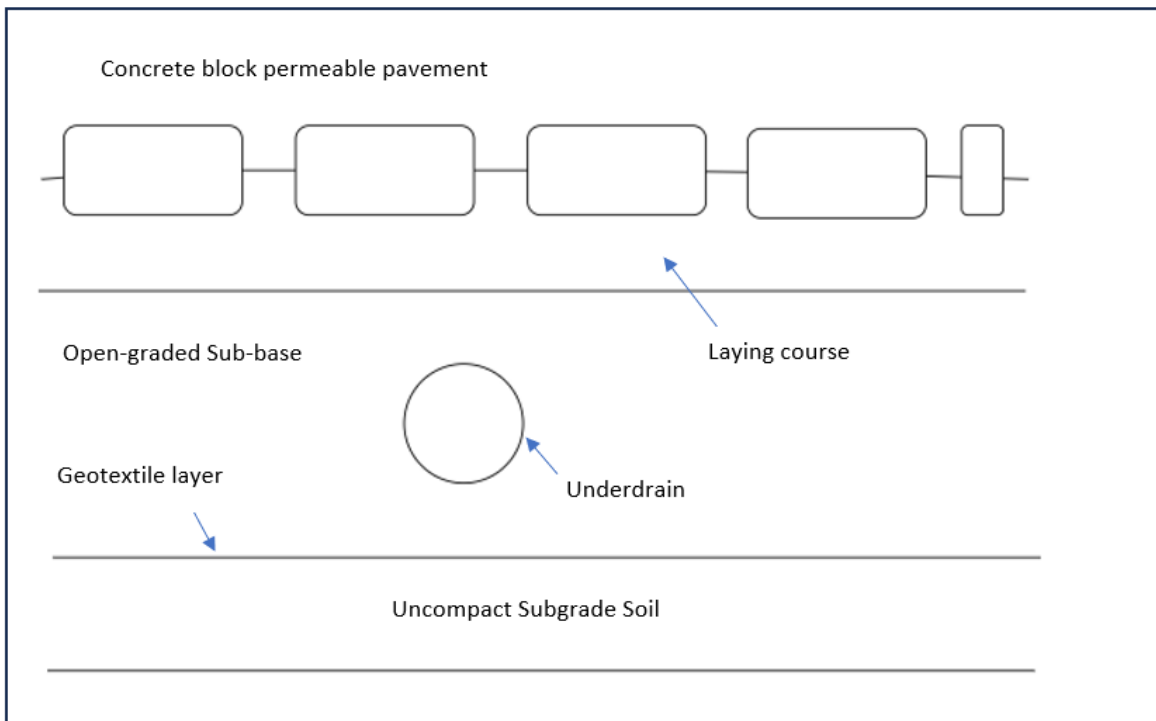 Concrete block permeable pavement
Open-graded Sub-base
Laying course
Geotextile layer
Underdrain
Uncompact Subgrade Soil